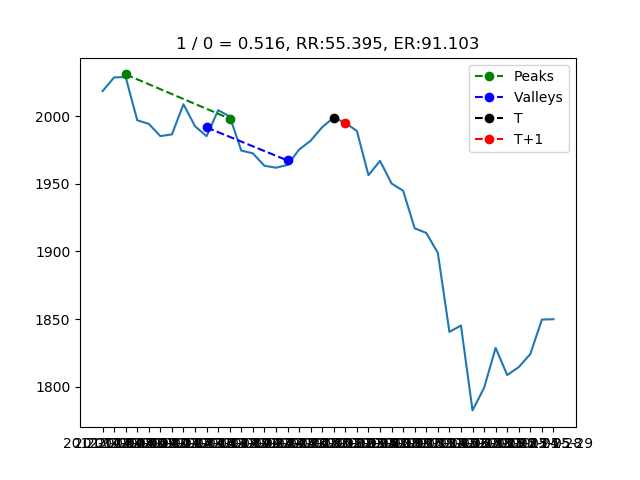 1 / 0 = 0.516, RR:55.395, ER:91.103
Peaks
Valleys
T
T+1
2000
1950
1900
1850
1800